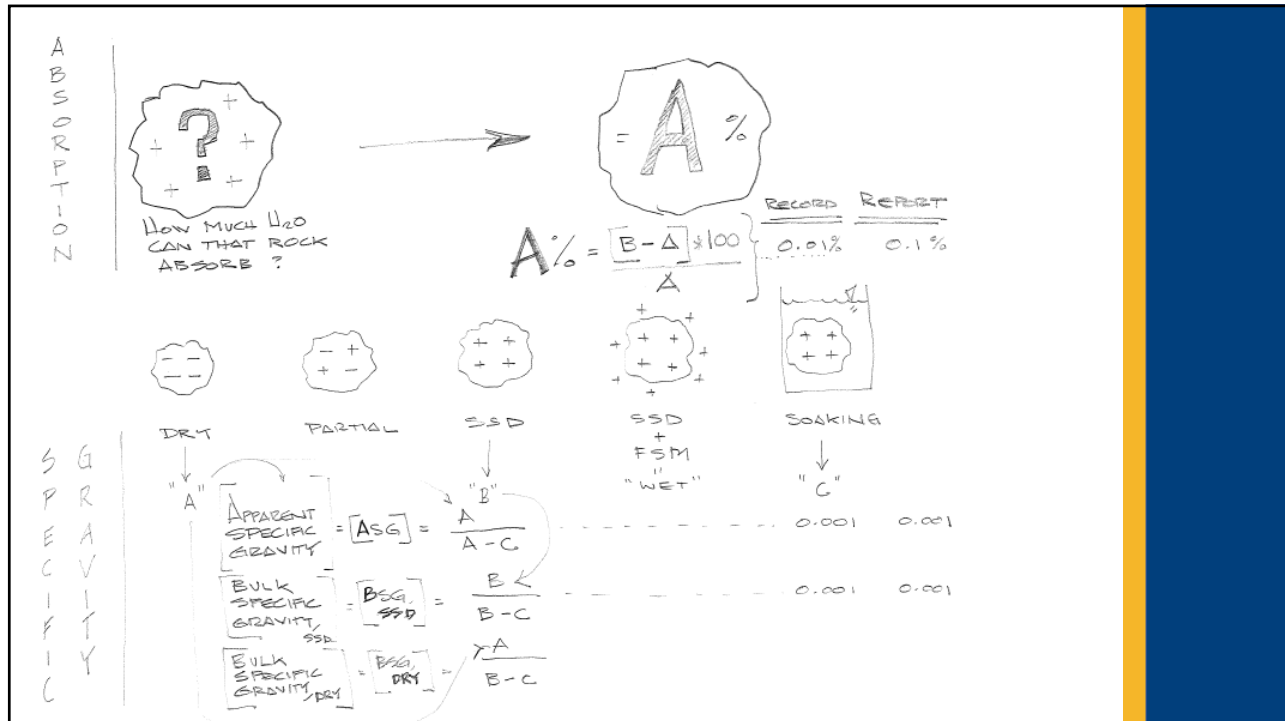 ABSORPTION
?
= A %
HOW MUCH H2O
CAN THAT ROCK
ABSORB ?
RECORD REPORT
A% = [B-A]*100
A
0.01% 0.1%
DRY PARTIAL SSD SSD SOAKING
+
FSM
=
"WET"
SPECIFIC GRAVITY
"A" "B" "C"
APPARENT
SPECIFIC
GRAVITY
= [ASG] =
A
A-C
0.001 0.001
BULK
SPECIFIC
GRAVITY,
SSD
= [BSG,
SSD] =
B
B-C
0.001 0.001
BULK
SPECIFIC
GRAVITY/DRY
= [BSG,
DRY] =
A
B-C